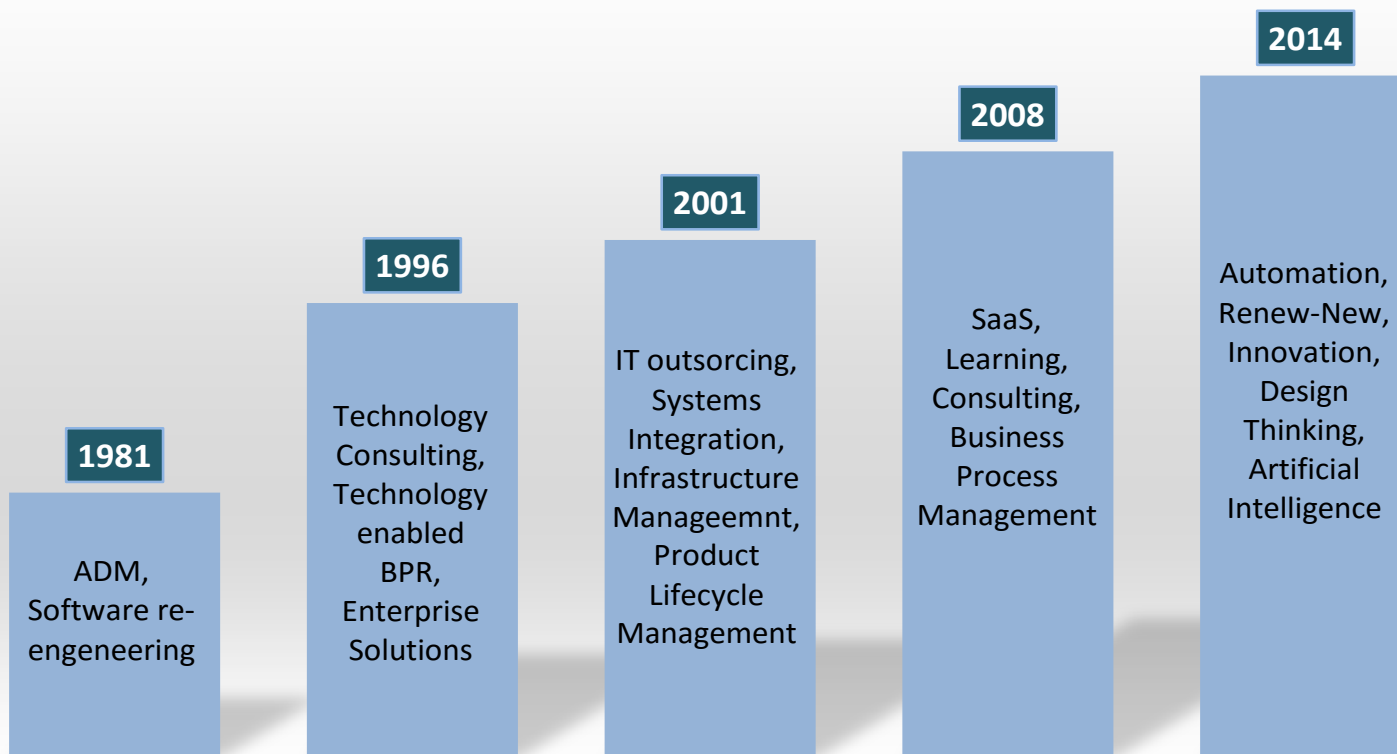 1981
ADM,
Software re-
engeneering
1996
Technology
Consulting,
Technology
enabled
BPR,
Enterprise
Solutions
2001
IT outsorcing,
Systems
Integration,
Infrastructure
Manageemnt,
Product
Lifecycle
Management
2008
SaaS,
Learning,
Consulting,
Business
Process
Management
2014
Automation,
Renew-New,
Innovation,
Design
Thinking,
Artificial
Intelligence